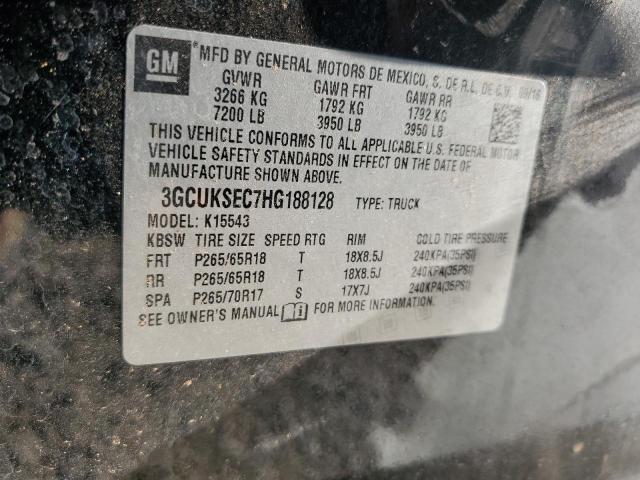 GM *MFD BY GENERAL MOTORS DE MEXICO, S. DE R.L. DE C.V. 09/16
GVWR GAWR FRT GAWR RR
3266 KG 1792 KG 1792 KG
7200 LB 3950 LB 3950 LB
THIS VEHICLE CONFORMS TO ALL APPLICABLE U.S. FEDERAL MOTOR
VEHICLE SAFETY STANDARDS IN EFFECT ON THE DATE OF
MANUFACTURE SHOWN ABOVE.
3GCUKSEC7HG188128 TYPE: TRUCK
MODEL: K15543
KBSW TIRE SIZE SPEED RTG RIM COLD TIRE PRESSURE
FRT P265/65R18 T 18X8.5J 240KPA(35PSI)
RR P265/65R18 T 18X8.5J 240KPA(35PSI)
SPA P265/70R17 S 17X7J 240KPA(35PSI)
SEE OWNER'S MANUAL FOR MORE INFORMATION.